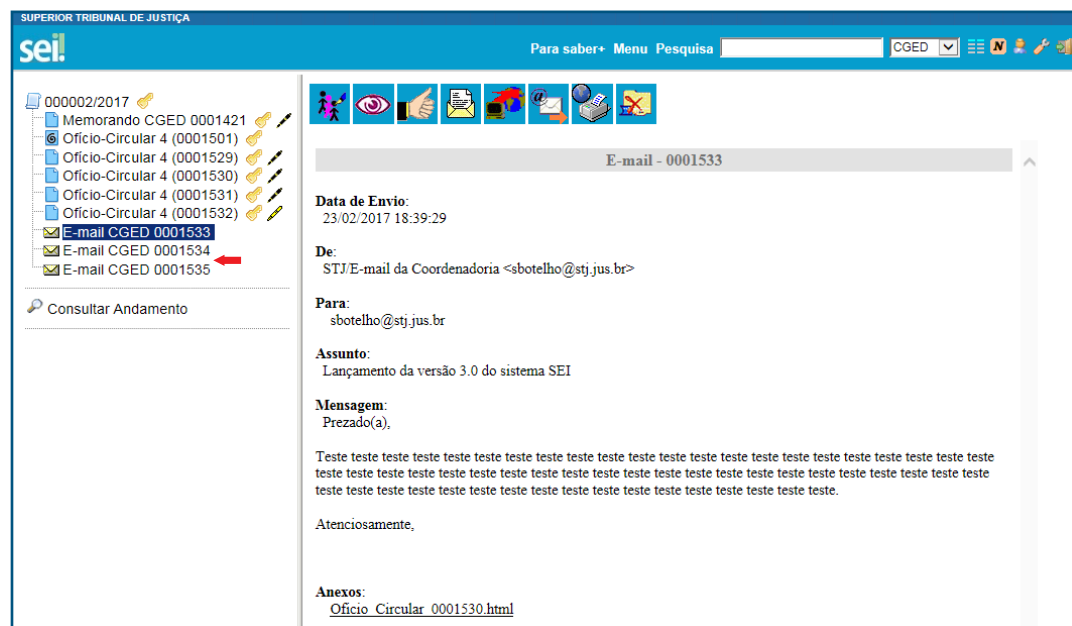 SUPERIOR TRIBUNAL DE JUSTIÇA
sei!
Para saber+ Menu Pesquisa
CGED
N
000002/2017
Memorando CGED 0001421
Ofício-Circular 4 (0001501)
Ofício-Circular 4 (0001529)
Ofício-Circular 4 (0001530)
Ofício-Circular 4 (0001531)
Ofício-Circular 4 (0001532)
E-mail CGED 0001533
E-mail CGED 0001534
E-mail CGED 0001535
Consultar Andamento
E-mail - 0001533
Data de Envio:
23/02/2017 18:39:29
De:
STJ/E-mail da Coordenadoria <sbotelho@stj.jus.br>
Para:
sbotelho@stj.jus.br
Assunto:
Lançamento da versão 3.0 do sistema SEI
Mensagem:
Prezado(a),
Teste teste teste teste teste teste teste teste teste teste teste teste teste teste teste teste teste teste teste teste teste teste
teste teste teste teste teste teste teste teste teste teste teste teste teste teste teste teste teste teste teste teste teste teste
teste teste teste teste teste teste teste teste teste teste teste teste teste teste teste teste teste.
Atenciosamente,
Anexos:
Oficio_Circular_0001530.html